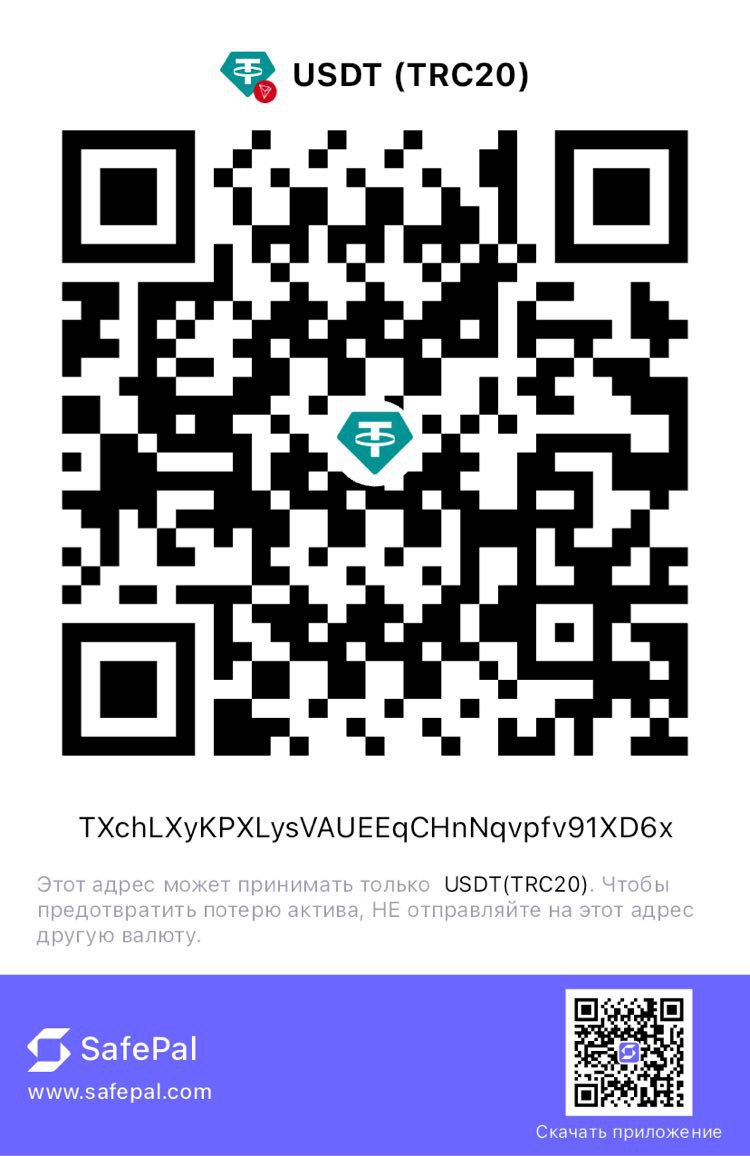 USDT (TRC20)
TXchLXyKPXLysVAUEEqCHnNqvpfv91XD6x
Этот адрес может принимать только USDT(TRC20). Чтобы
предотвратить потерю актива, НЕ отправляйте на этот адрес
другую валюту.
SafePal
www.safepal.com
Скачать приложение